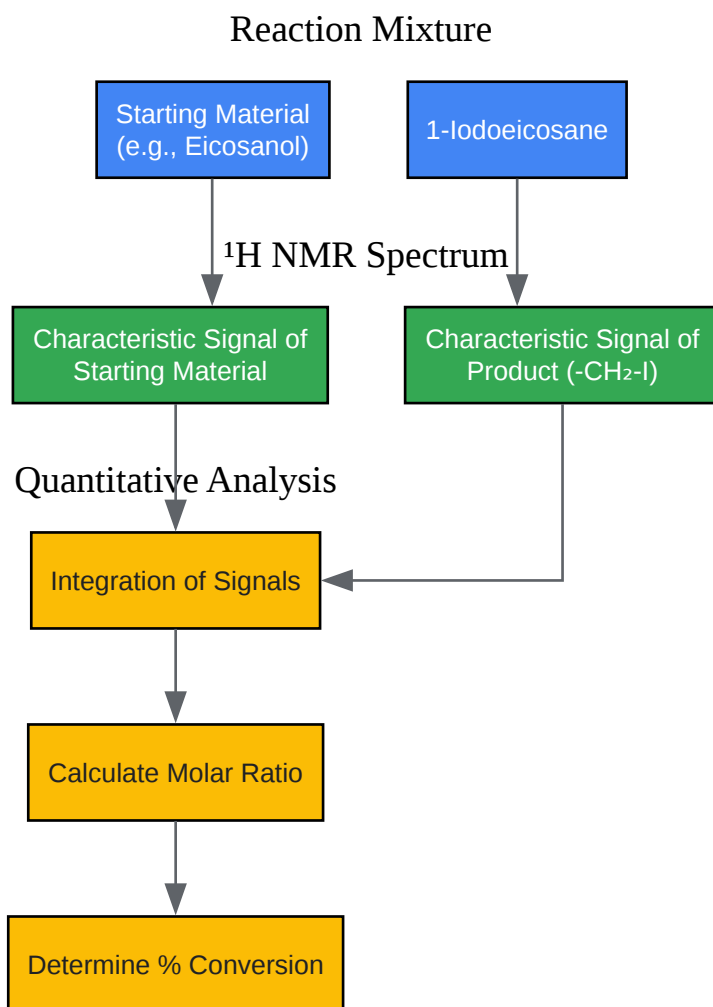 Reaction Mixture
Starting Material
(e.g., Eicosanol)
1-Iodoeicosane
¹H NMR Spectrum
Characteristic Signal of
Starting Material
Characteristic Signal of
Product (-CH₂-I)
Quantitative Analysis
Integration of Signals
Calculate Molar Ratio
Determine % Conversion